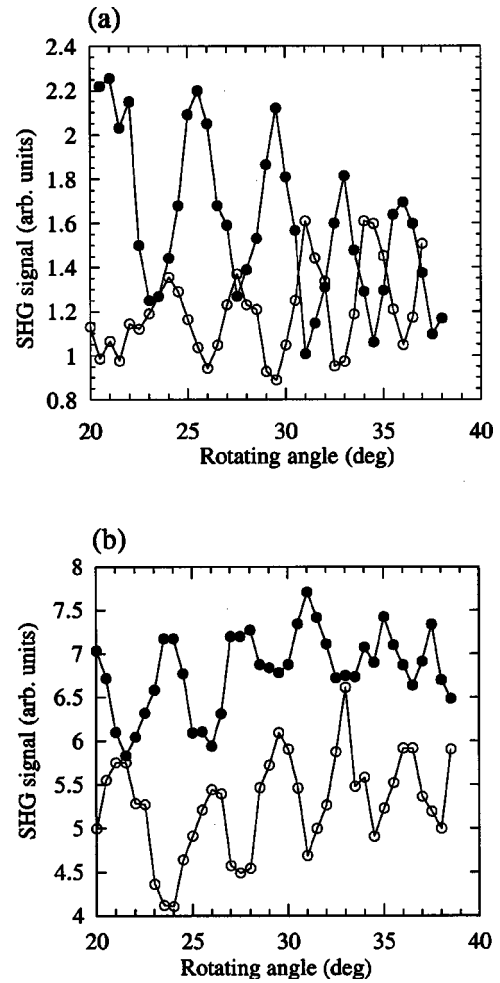 (a)
2.4
2.2
2
1.8
1.6
1.4
1.2
1
0.8
SHG signal (arb. units)
20 25 30 35 40
Rotating angle (deg)
(b)
8
7.5
7
6.5
6
5.5
5
4.5
4
SHG signal (arb. units)
20 25 30 35 40
Rotating angle (deg)